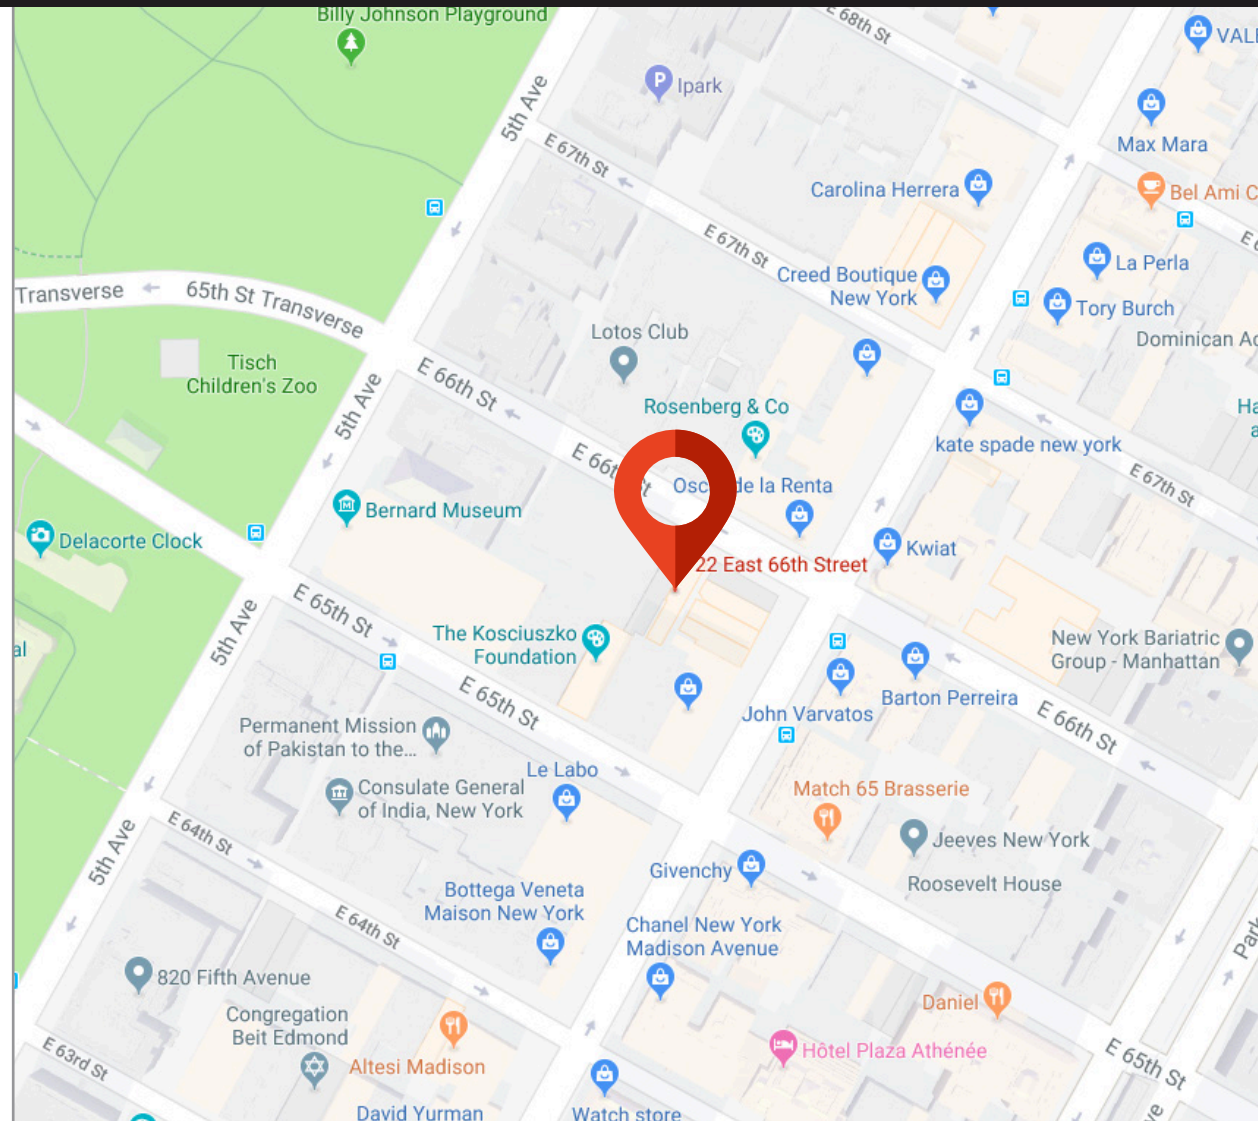 Billy Johnson Playground
E 68th St
Ipark
5th Ave
Max Mara
E 67th St
Carolina Herrera
Bel Ami
E 67th St
La Perla
Creed Boutique
New York
Transverse
65th St Transverse
Tory Burch
Lotos Club
Dominican
Tisch
Children's Zoo
E 66th St
5th Ave
Rosenberg & Co
kate spade new york
E 67th St
Oscar de la Renta
Bernard Museum
Delacorte Clock
Kwiat
22 East 66th Street
E 65th St
5th Ave
The Kosciuszko
Foundation
New York Bariatric
Group - Manhattan
E 65th St
Barton Perreira
John Varvatos
E 66th St
Permanent Mission
of Pakistan to the...
Le Labo
Consulate General
of India, New York
Match 65 Brasserie
E 64th St
5th Ave
Jeeves New York
Givenchy
Roosevelt House
Bottega Veneta
Maison New York
E 64th St
Chanel New York
Madison Avenue
820 Fifth Avenue
Daniel
Congregation
Beit Edmond
E 63rd St
Altesi Madison
Hôtel Plaza Athénée
E 65th St
David Yurman
Watch store